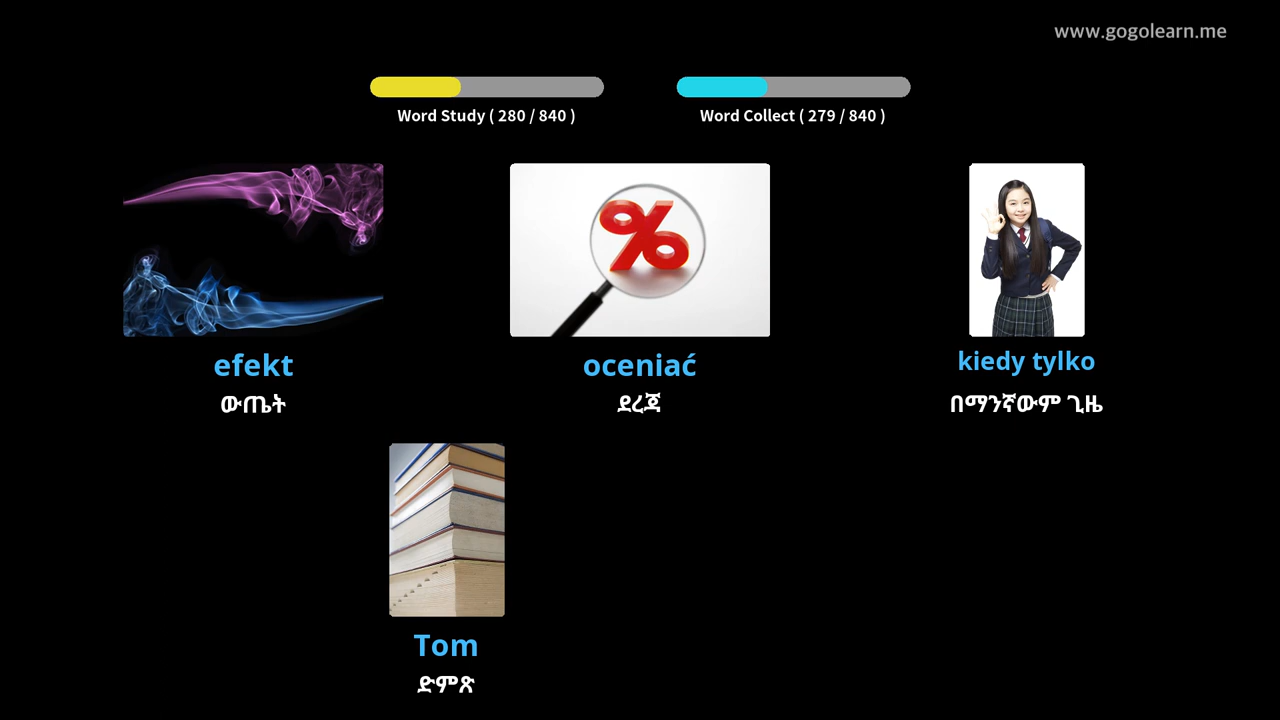 www.gogolearn.me
Word Study ( 280 / 840 )
Word Collect ( 279 / 840 )
efekt
ውጤት
oceniać
ደረጃ
kiedy tylko
በማንኛውም ጊዜ
Tom
ድምጽ